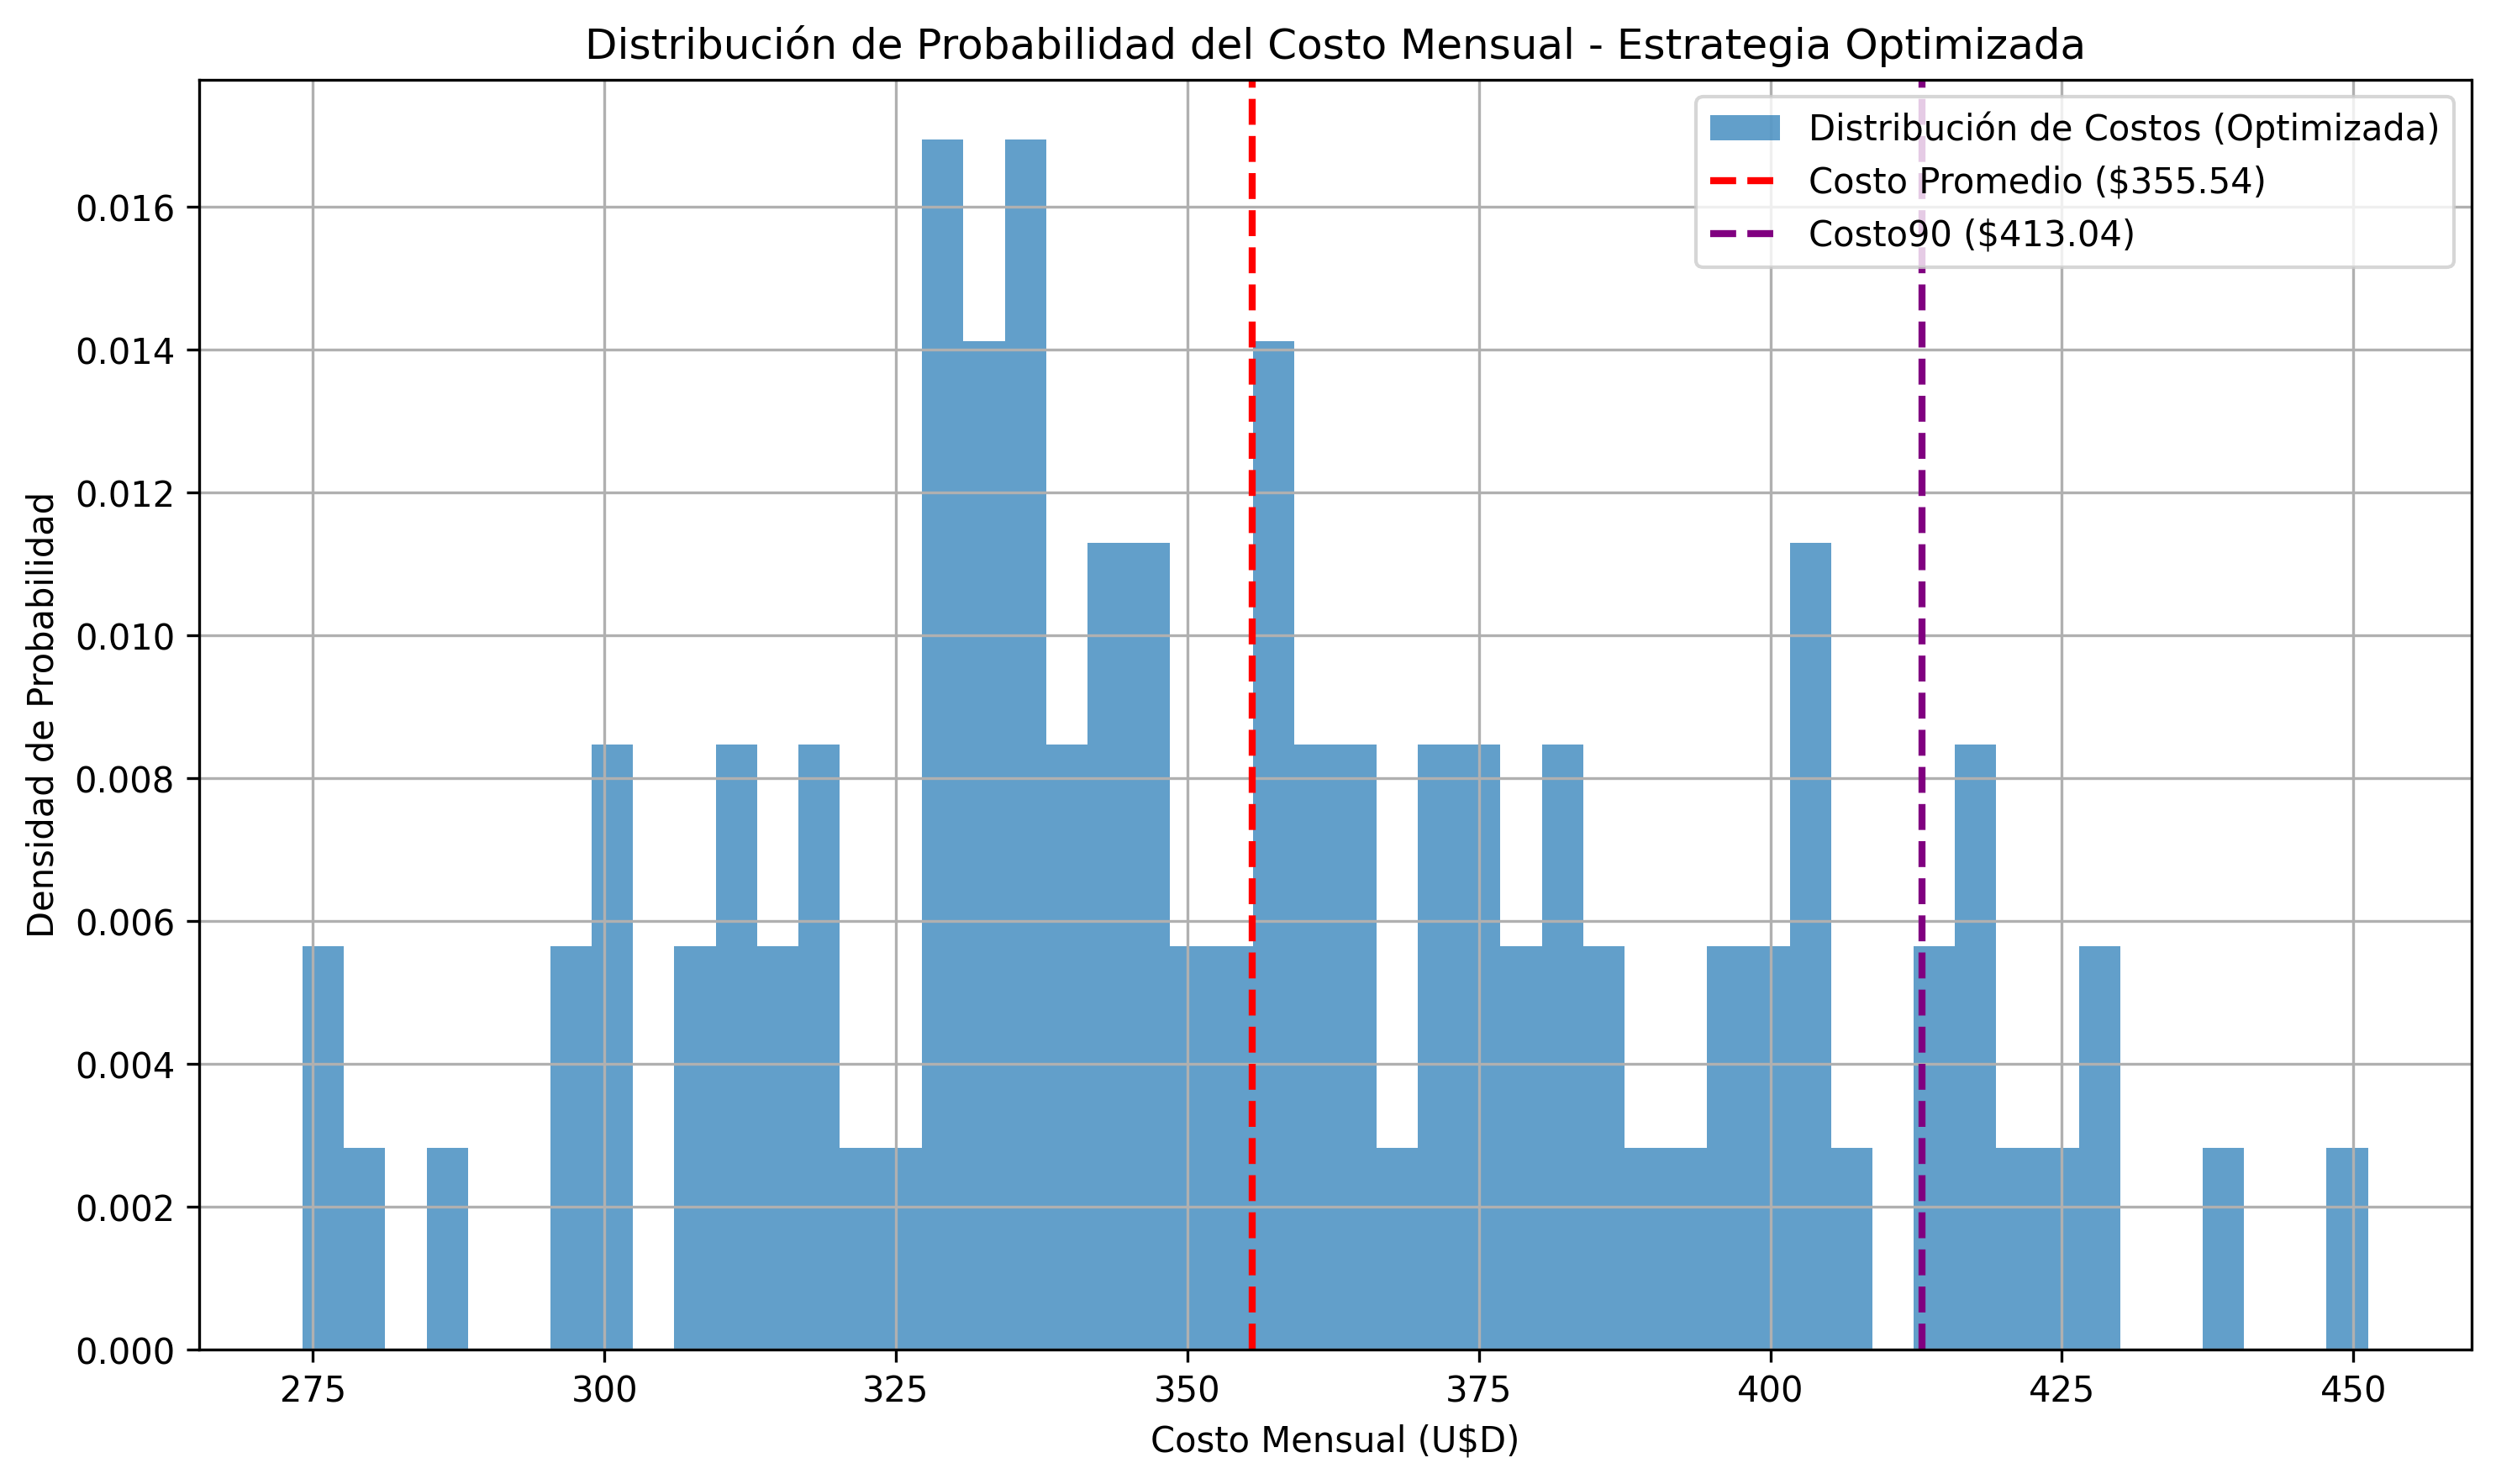 Distribución de Probabilidad del Costo Mensual - Estrategia Optimizada
Distribución de Costos (Optimizada)
Costo Promedio ($355.54)
Costo90 ($413.04)
Densidad de Probabilidad
0.016
0.014
0.012
0.010
0.008
0.006
0.004
0.002
0.000
275 300 325 350 375 400 425 450
Costo Mensual (U$D)